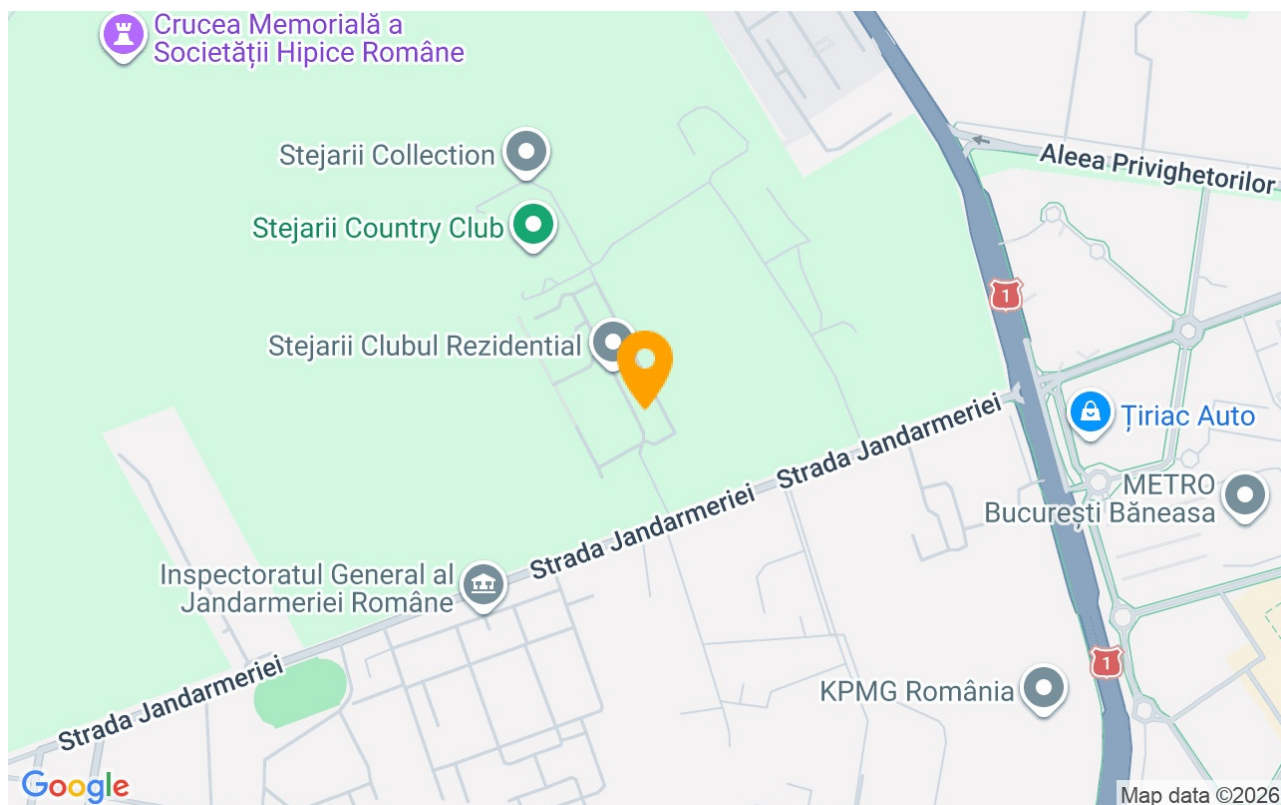 Crucea Memorială a
Societății Hipice Române
Stejarii Collection
Aleea Privighetorilor
Stejarii Country Club
1
Stejarii Clubul Rezidential
Strada Jandarmeriei
Țiriac Auto
METRO
București Băneasa
Strada Jandarmeriei
Inspectoratul General al
Jandarmeriei Române
1
Strada Jandarmeriei
KPMG România
Google
Map data ©2026